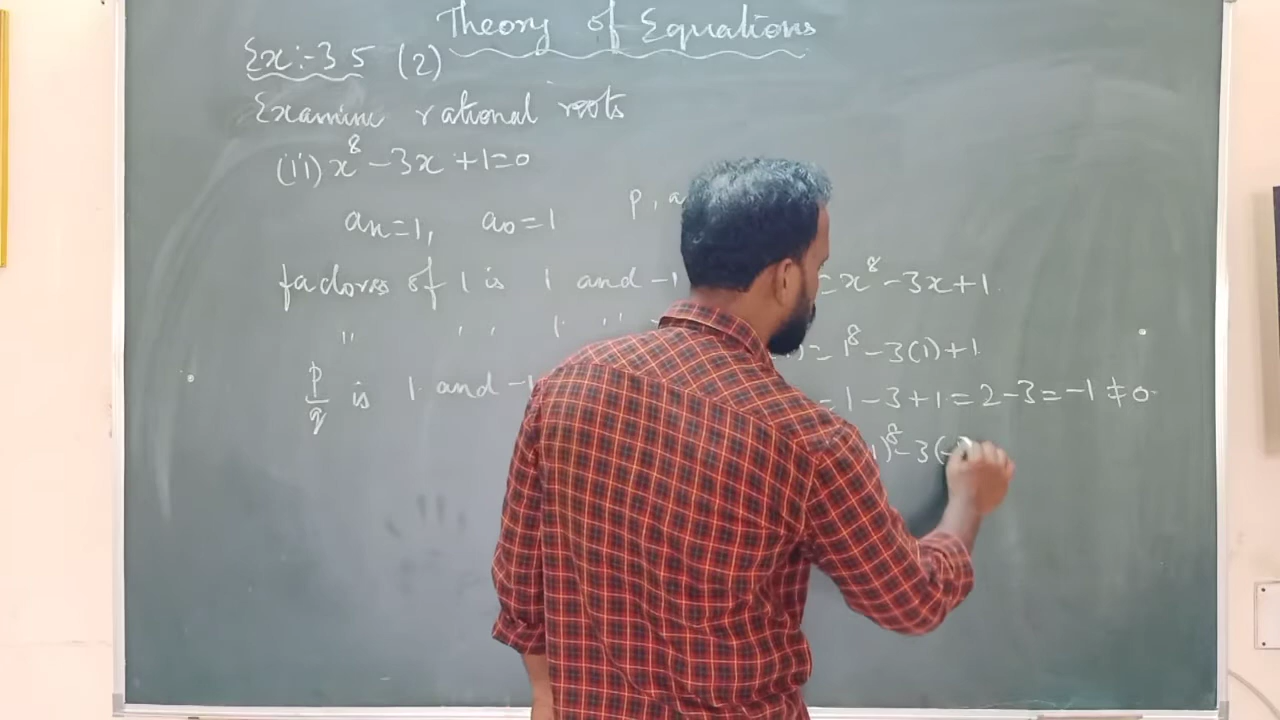 Theory of Equations
Ex:-3.5 (2)
Examine rational roots
(ii) x⁸ - 3x + 1 = 0
aₙ=1, a₀=1 p, a
factors of 1 is 1 and -1 = x⁸ - 3x + 1
" " " 1 "
= 1⁸ - 3(1) + 1
p/q is 1 and -1
= 1 - 3 + 1 = 2 - 3 = -1 ≠ 0
1)⁸ - 3(-